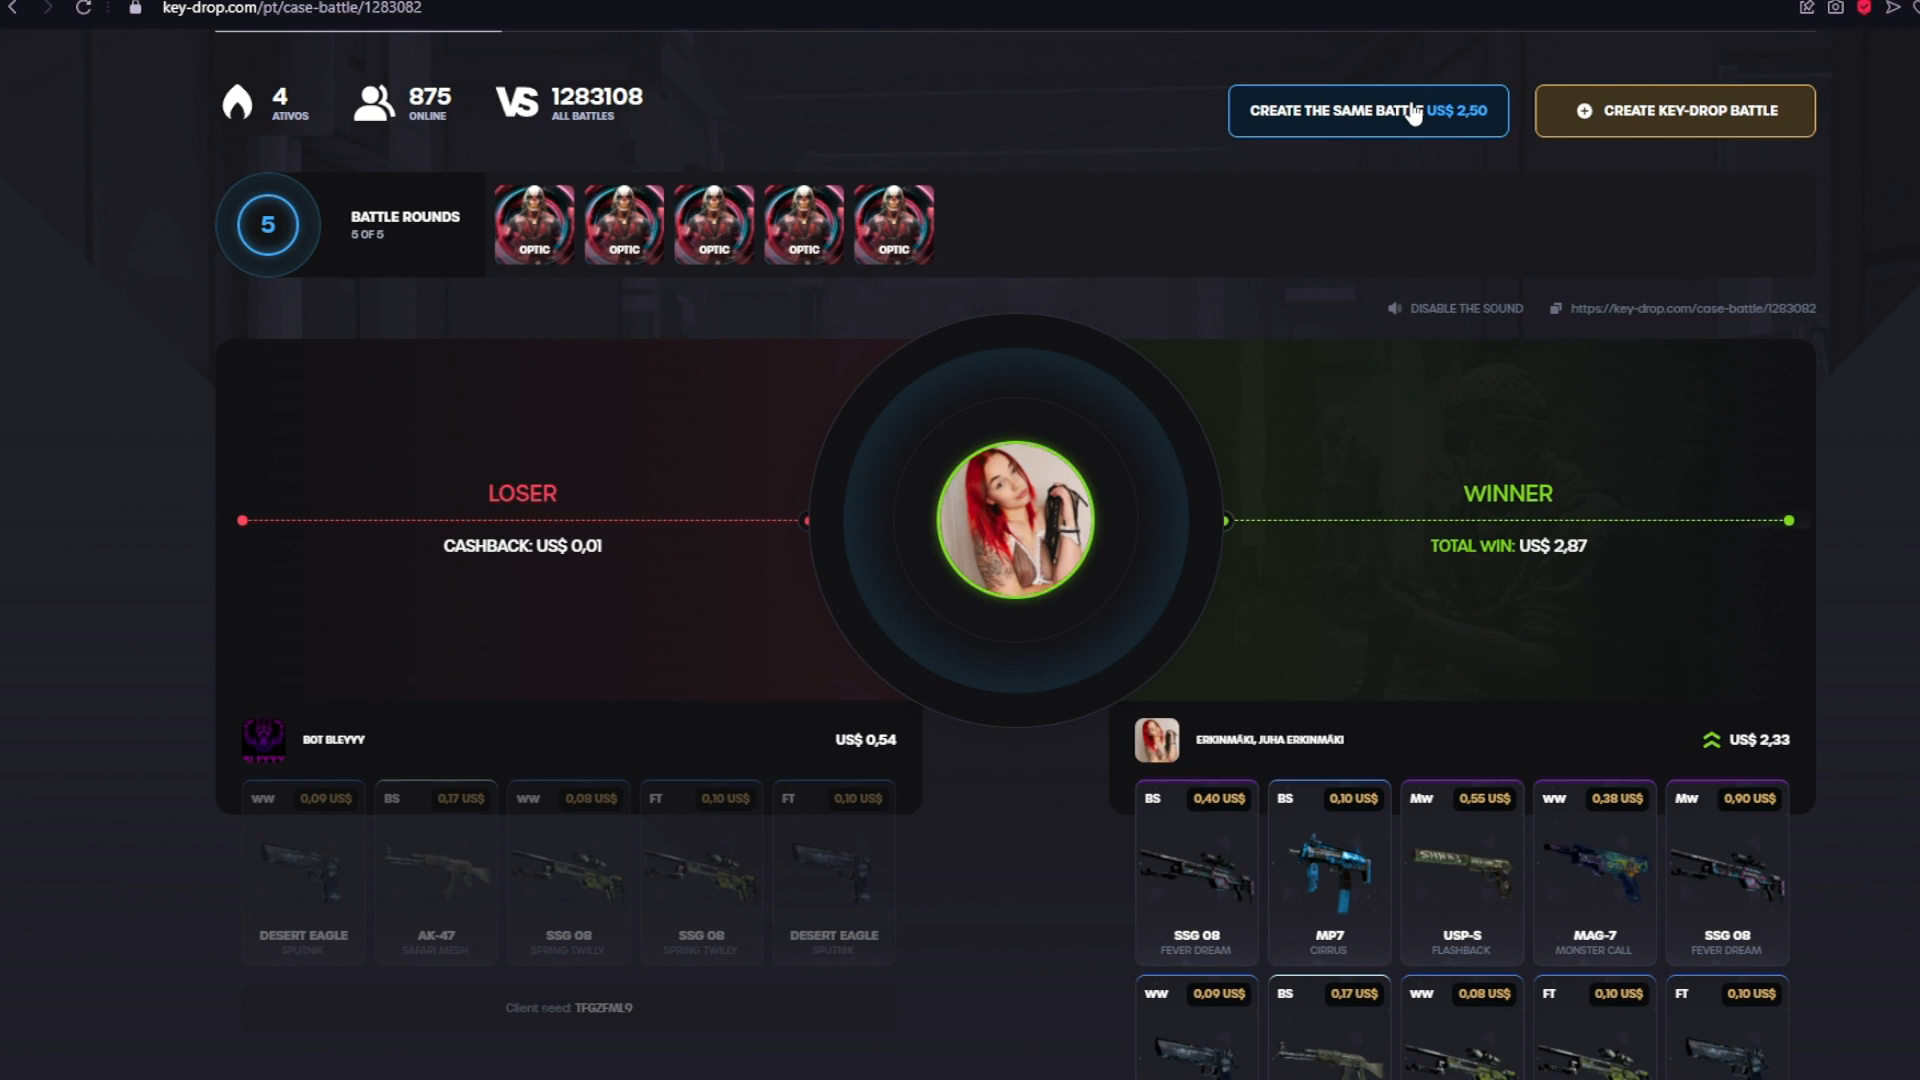 key-drop.com/pt/case-battle/1283082
4
ATIVOS
875
ONLINE
VS
1283108
ALL BATTLES
CREATE THE SAME BATTLE US$ 2,50
CREATE KEY-DROP BATTLE
5
BATTLE ROUNDS
5 OF 5
OPTIC
OPTIC
OPTIC
OPTIC
OPTIC
DISABLE THE SOUND
https://key-drop.com/case-battle/1283082
LOSER
CASHBACK: US$ 0,01
WINNER
TOTAL WIN: US$ 2,87
BLEYYY
BOT BLEYYY
US$ 0,54
ERKINMÄKI, JUHA ERKINMÄKI
US$ 2,33
WW 0,09 US$
BS 0,17 US$
WW 0,08 US$
FT 0,10 US$
FT 0,10 US$
DESERT EAGLE
SPUTNIK
AK-47
SAFARI MESH
SSG 08
SPRING TWILLY
SSG 08
SPRING TWILLY
DESERT EAGLE
SPUTNIK
Client seed: TFGZFML9
BS 0,40 US$
BS 0,10 US$
MW 0,55 US$
WW 0,38 US$
MW 0,90 US$
SSG 08
FEVER DREAM
MP7
CIRRUS
USP-S
FLASHBACK
MAG-7
MONSTER CALL
SSG 08
FEVER DREAM
WW 0,09 US$
BS 0,17 US$
WW 0,08 US$
FT 0,10 US$
FT 0,10 US$